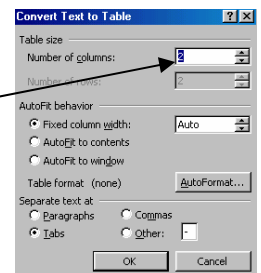 Convert Text to Table
Table size
Number of columns: 2
Number of rows: 2
AutoFit behavior
Fixed column width: Auto
AutoFit to contents
AutoFit to window
Table format (none) AutoFormat...
Separate text at
Paragraphs Commas
Tabs Other: -
OK Cancel